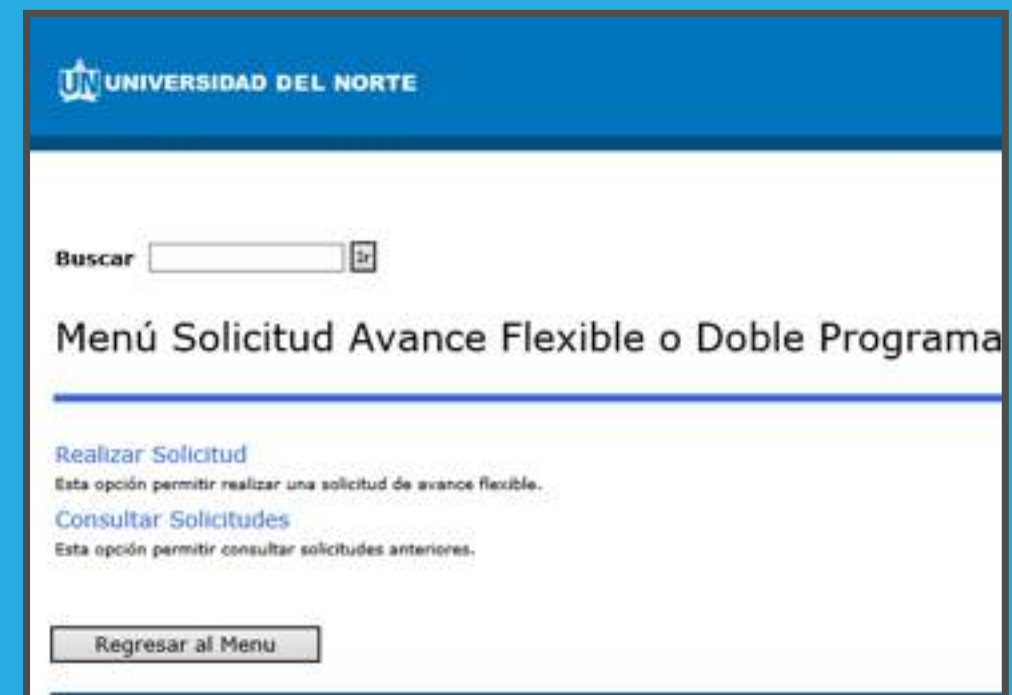 UN UNIVERSIDAD DEL NORTE
Buscar Ir
Menú Solicitud Avance Flexible o Doble Programa
Realizar Solicitud
Esta opción permitir realizar una solicitud de avance flexible.
Consultar Solicitudes
Esta opción permitir consultar solicitudes anteriores.
Regresar al Menu